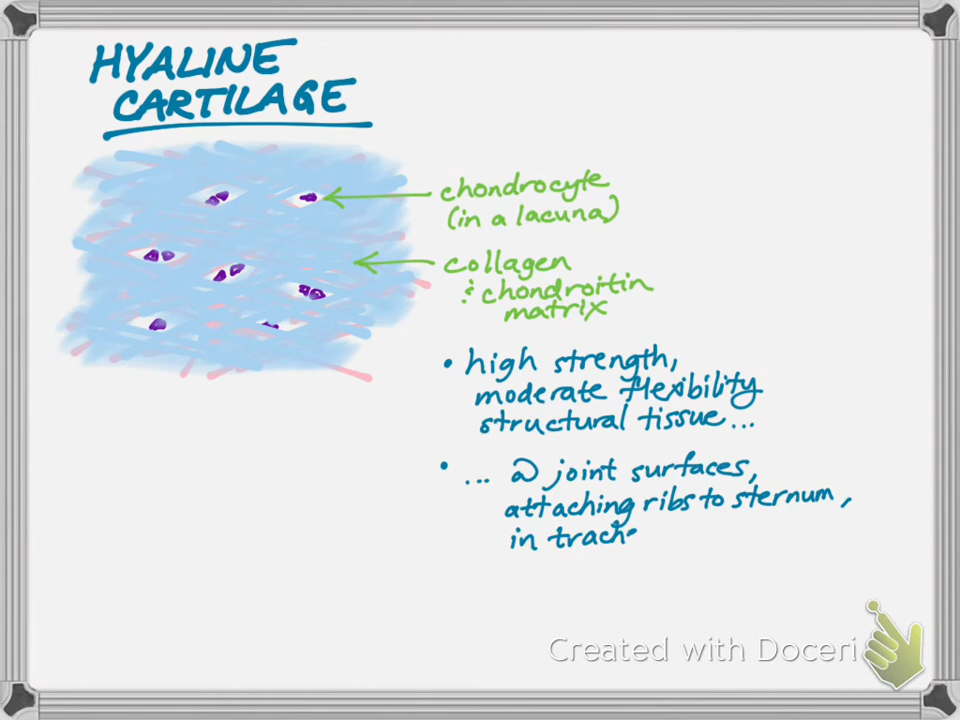 HYALINE
CARTILAGE
chondrocyte
(in a lacuna)
collagen
& chondroitin
matrix
• high strength,
moderate flexibility
structural tissue...
• ... @ joint surfaces,
attaching ribs to sternum,
in trach
Created with Doceri